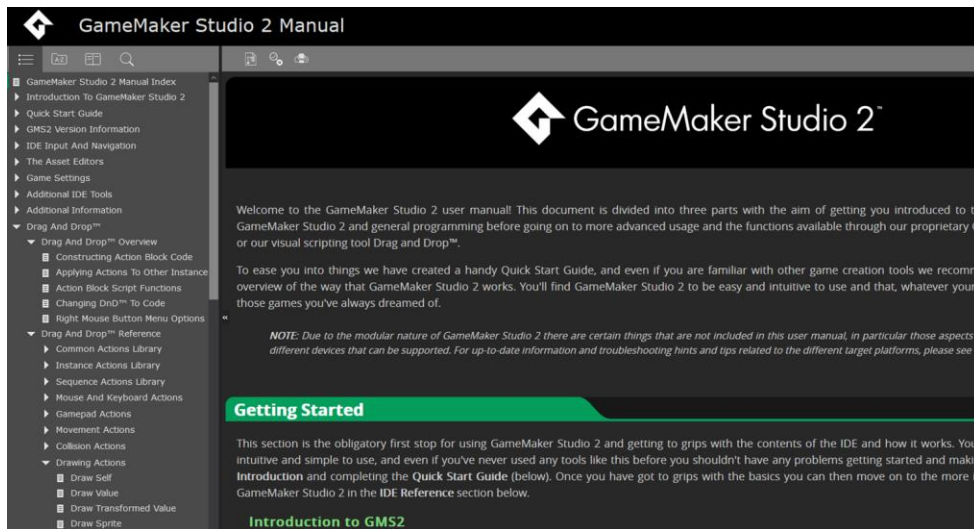 GameMaker Studio 2 Manual
GameMaker Studio 2 Manual Index
Introduction To GameMaker Studio 2
Quick Start Guide
GMS2 Version Information
IDE Input And Navigation
The Asset Editors
Game Settings
Additional IDE Tools
Additional Information
Drag And Drop™
Drag And Drop™ Overview
Constructing Action Block Code
Applying Actions To Other Instance
Action Block Script Functions
Changing DnD™ To Code
Right Mouse Button Menu Options
Drag And Drop™ Reference
Common Actions Library
Instance Actions Library
Sequence Actions Library
Mouse And Keyboard Actions
Gamepad Actions
Movement Actions
Collision Actions
Drawing Actions
Draw Self
Draw Value
Draw Transformed Value
Draw Sprite
GameMaker Studio 2™
Welcome to the GameMaker Studio 2 user manual! This document is divided into three parts with the aim of getting you introduced to
GameMaker Studio 2 and general programming before going on to more advanced usage and the functions available through our proprietary
or our visual scripting tool Drag and Drop™.
To ease you into things we have created a handy Quick Start Guide, and even if you are familiar with other game creation tools we recom
overview of the way that GameMaker Studio 2 works. You'll find GameMaker Studio 2 to be easy and intuitive to use and that, whatever your
those games you've always dreamed of.
NOTE: Due to the modular nature of GameMaker Studio 2 there are certain things that are not included in this user manual, in particular those aspects
different devices that can be supported. For up-to-date information and troubleshooting hints and tips related to the different target platforms, please see
Getting Started
This section is the obligatory first stop for using GameMaker Studio 2 and getting to grips with the contents of the IDE and how it works. You
intuitive and simple to use, and even if you've never used any tools like this before you shouldn't have any problems getting started and maki
Introduction and completing the Quick Start Guide (below). Once you have got to grips with the basics you can then move on to the more
GameMaker Studio 2 in the IDE Reference section below.
Introduction to GMS2